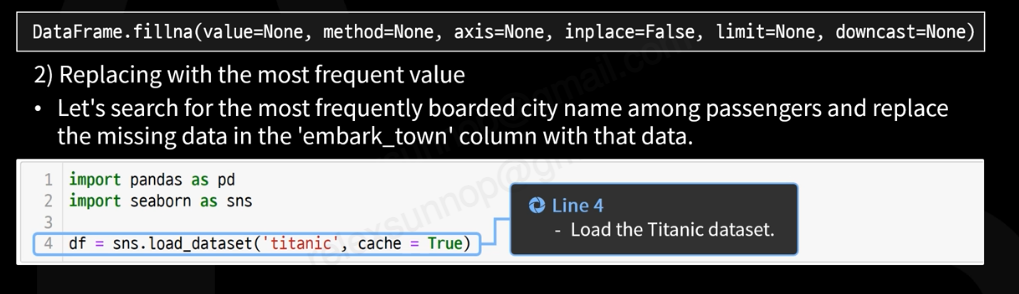 DataFrame.fillna(value=None, method=None, axis=None, inplace=False, limit=None, downcast=None)
2) Replacing with the most frequent value
• Let's search for the most frequently boarded city name among passengers and replace
the missing data in the 'embark_town' column with that data.
1 import pandas as pd
2 import seaborn as sns
3
4 df = sns.load_dataset('titanic', cache = True)
Line 4
- Load the Titanic dataset.